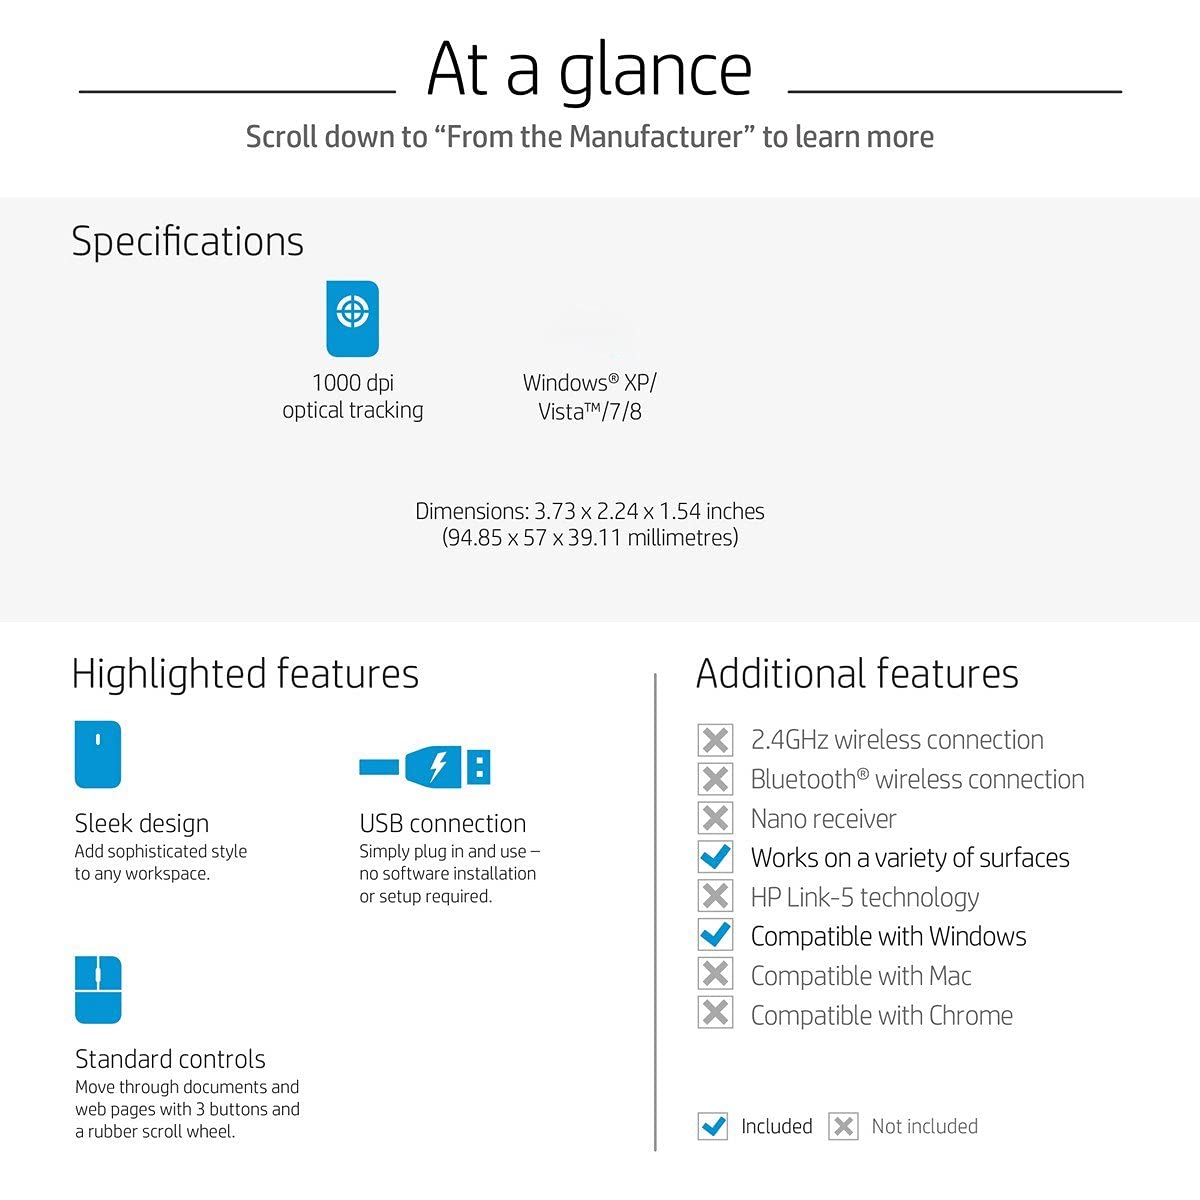 At a glance
Scroll down to “From the Manufacturer” to learn more
Specifications
1000 dpi
optical tracking
Windows® XP/
Vista™/7/8
Dimensions: 3.73 x 2.24 x 1.54 inches
(94.85 x 57 x 39.11 millimetres)
Highlighted features
Sleek design
Add sophisticated style
to any workspace.
USB connection
Simply plug in and use –
no software installation
or setup required.
Standard controls
Move through documents and
web pages with 3 buttons and
a rubber scroll wheel.
Additional features
2.4GHz wireless connection
Bluetooth® wireless connection
Nano receiver
Works on a variety of surfaces
HP Link-5 technology
Compatible with Windows
Compatible with Mac
Compatible with Chrome
Included
Not included